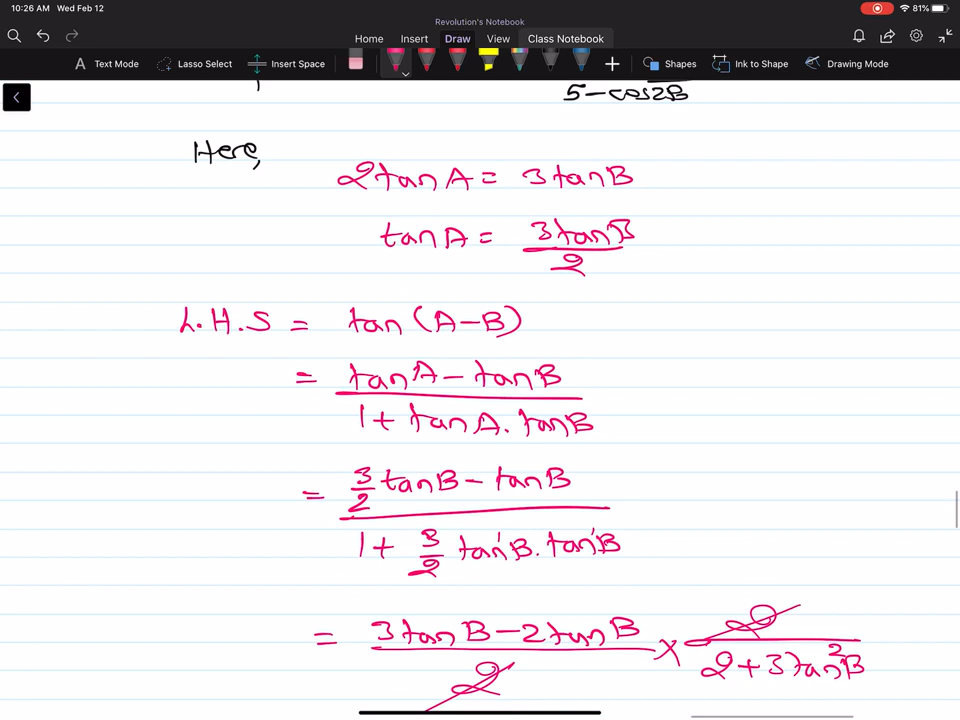 10:26 AM Wed Feb 12
81%
Revolution's Notebook
Home Insert Draw View Class Notebook
Text Mode Lasso Select Insert Space Shapes Ink to Shape Drawing Mode
5-cos2B
Here,
2tanA = 3tanB
tanA = 3tanB
2
L.H.S = tan (A-B)
= tanA - tanB
1 + tanA . tanB
= 3/2 tanB - tanB
1 + 3/2 tan'B . tan'B
= 3tanB - 2tanB × 2
2 2+3tan²B